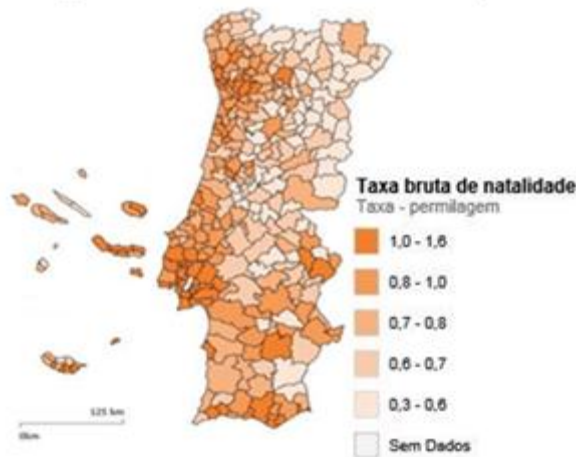 Taxa bruta de natalidade
Taxa - permilagem
1,0 - 1,6
0,8 - 1,0
0,7 - 0,8
0,6 - 0,7
0,3 - 0,6
Sem Dados
125 km
0km